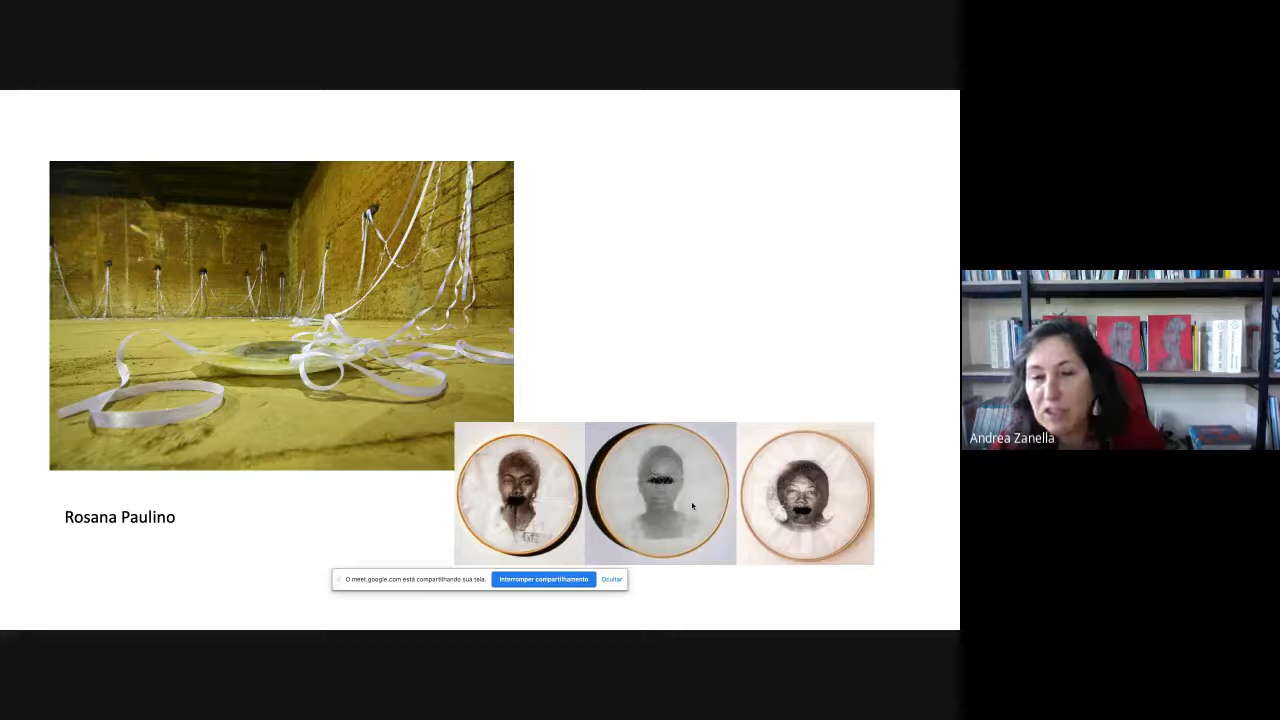 Rosana Paulino
O meet.google.com está compartilhando sua tela. Interromper compartilhamento Ocultar
Andrea Zanella